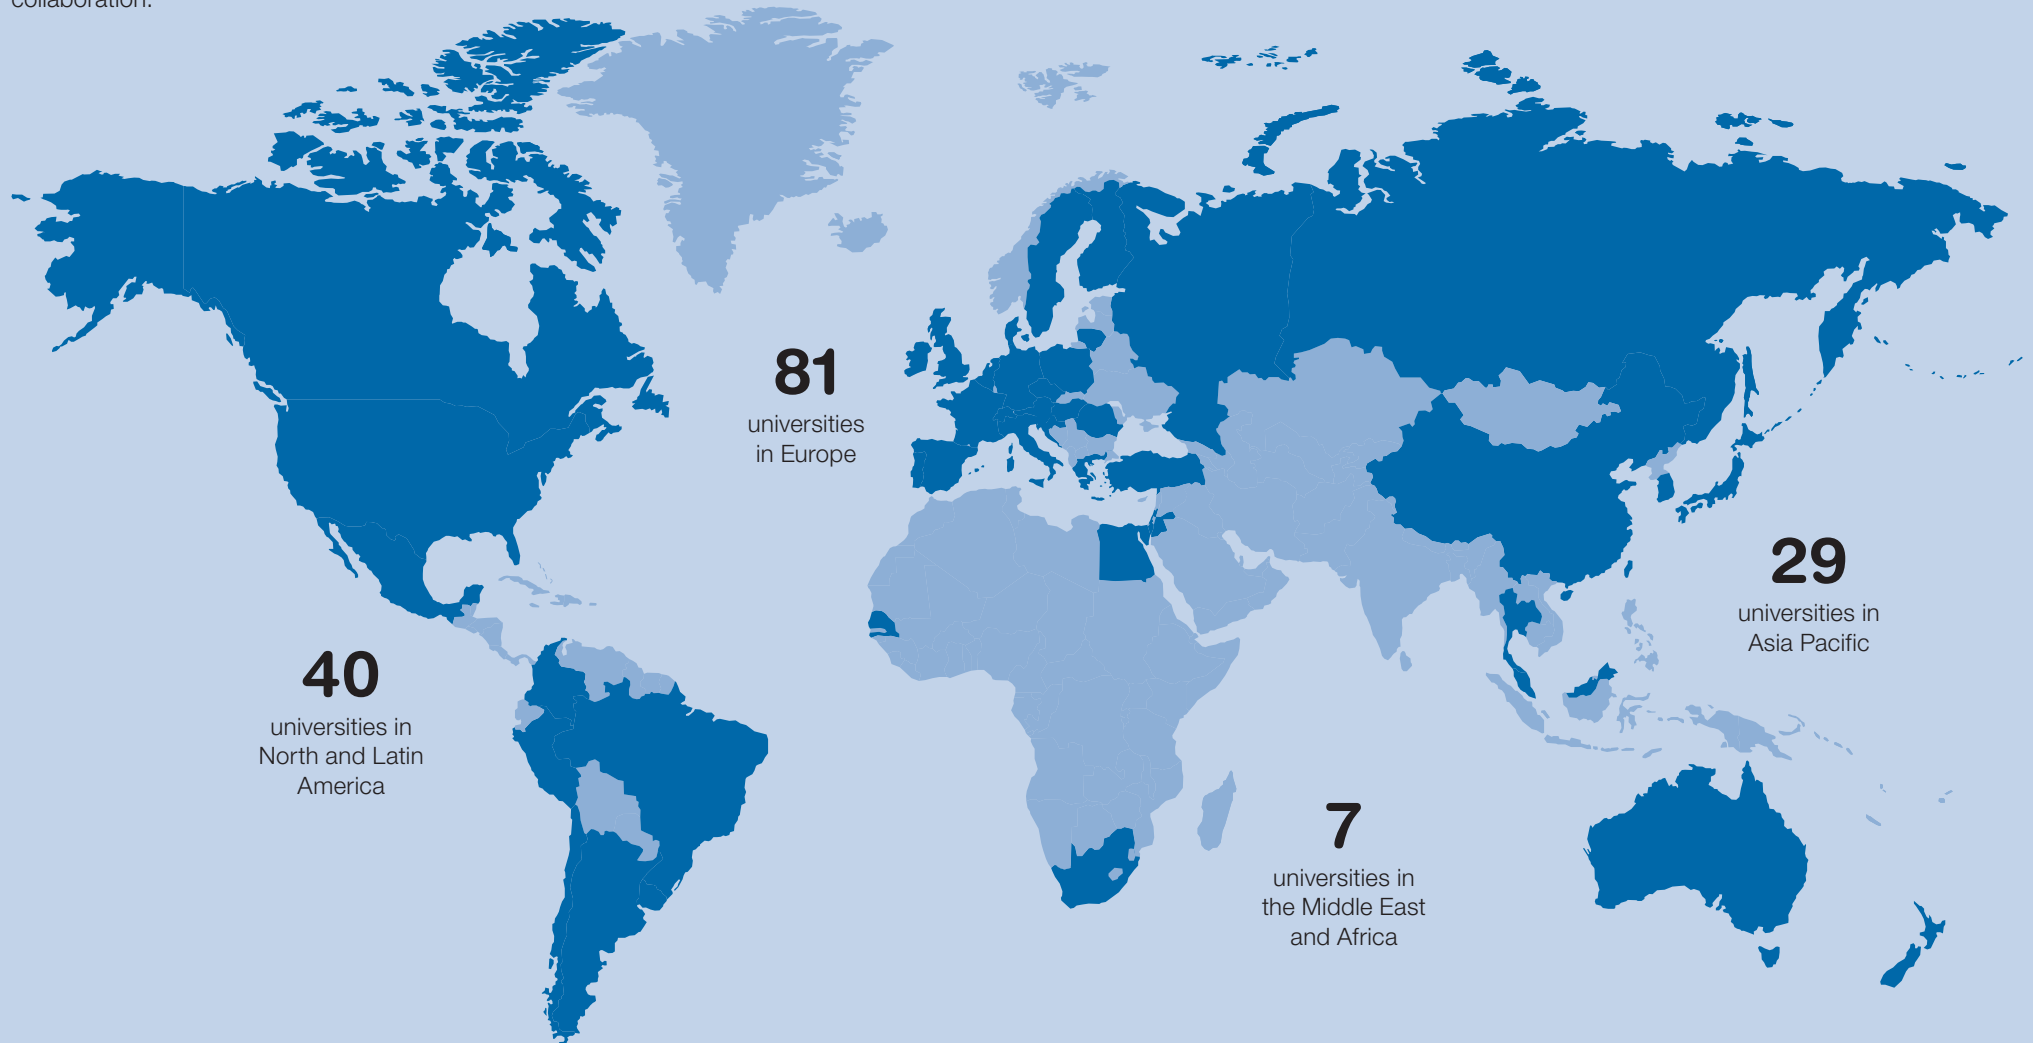 collaboration.
81
universities
in Europe
29
universities in
Asia Pacific
40
universities in
North and Latin
America
7
universities in
the Middle East
and Africa